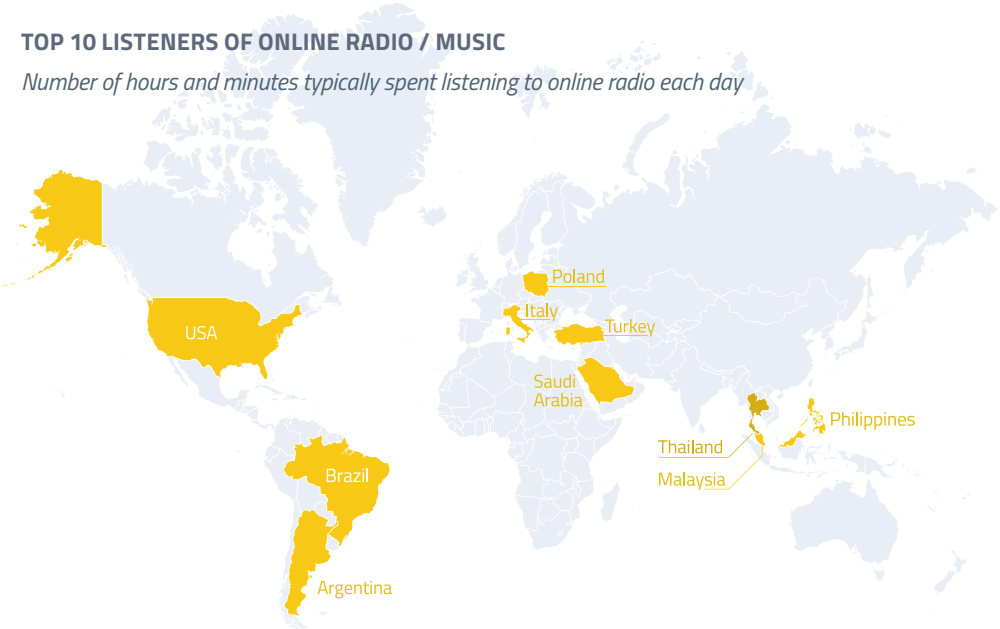 TOP 10 LISTENERS OF ONLINE RADIO / MUSIC
Number of hours and minutes typically spent listening to online radio each day
Poland
Italy
USA
Turkey
Saudi
Arabia
Philippines
Thailand
Brazil
Malaysia
Argentina